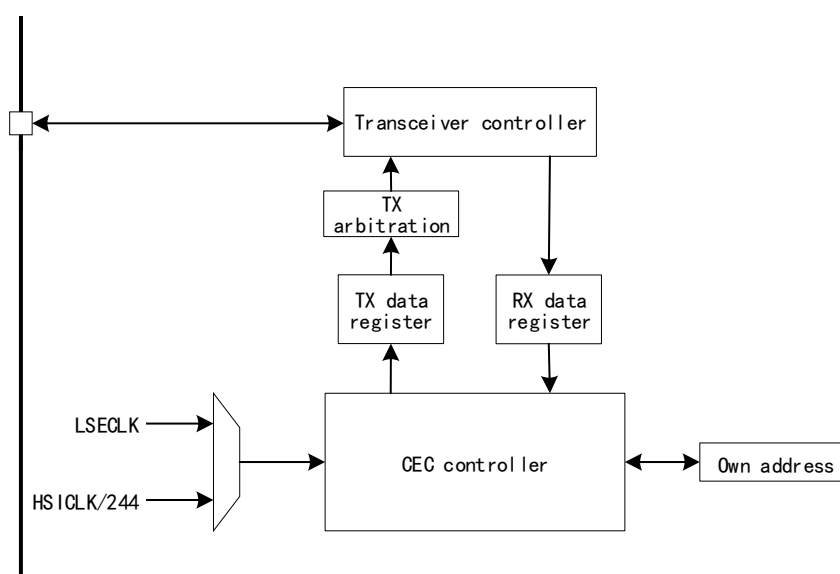 Transceiver controller
TX
arbitration
TX data
register
RX data
register
LSECLK
CEC controller
Own address
HSICLK/244